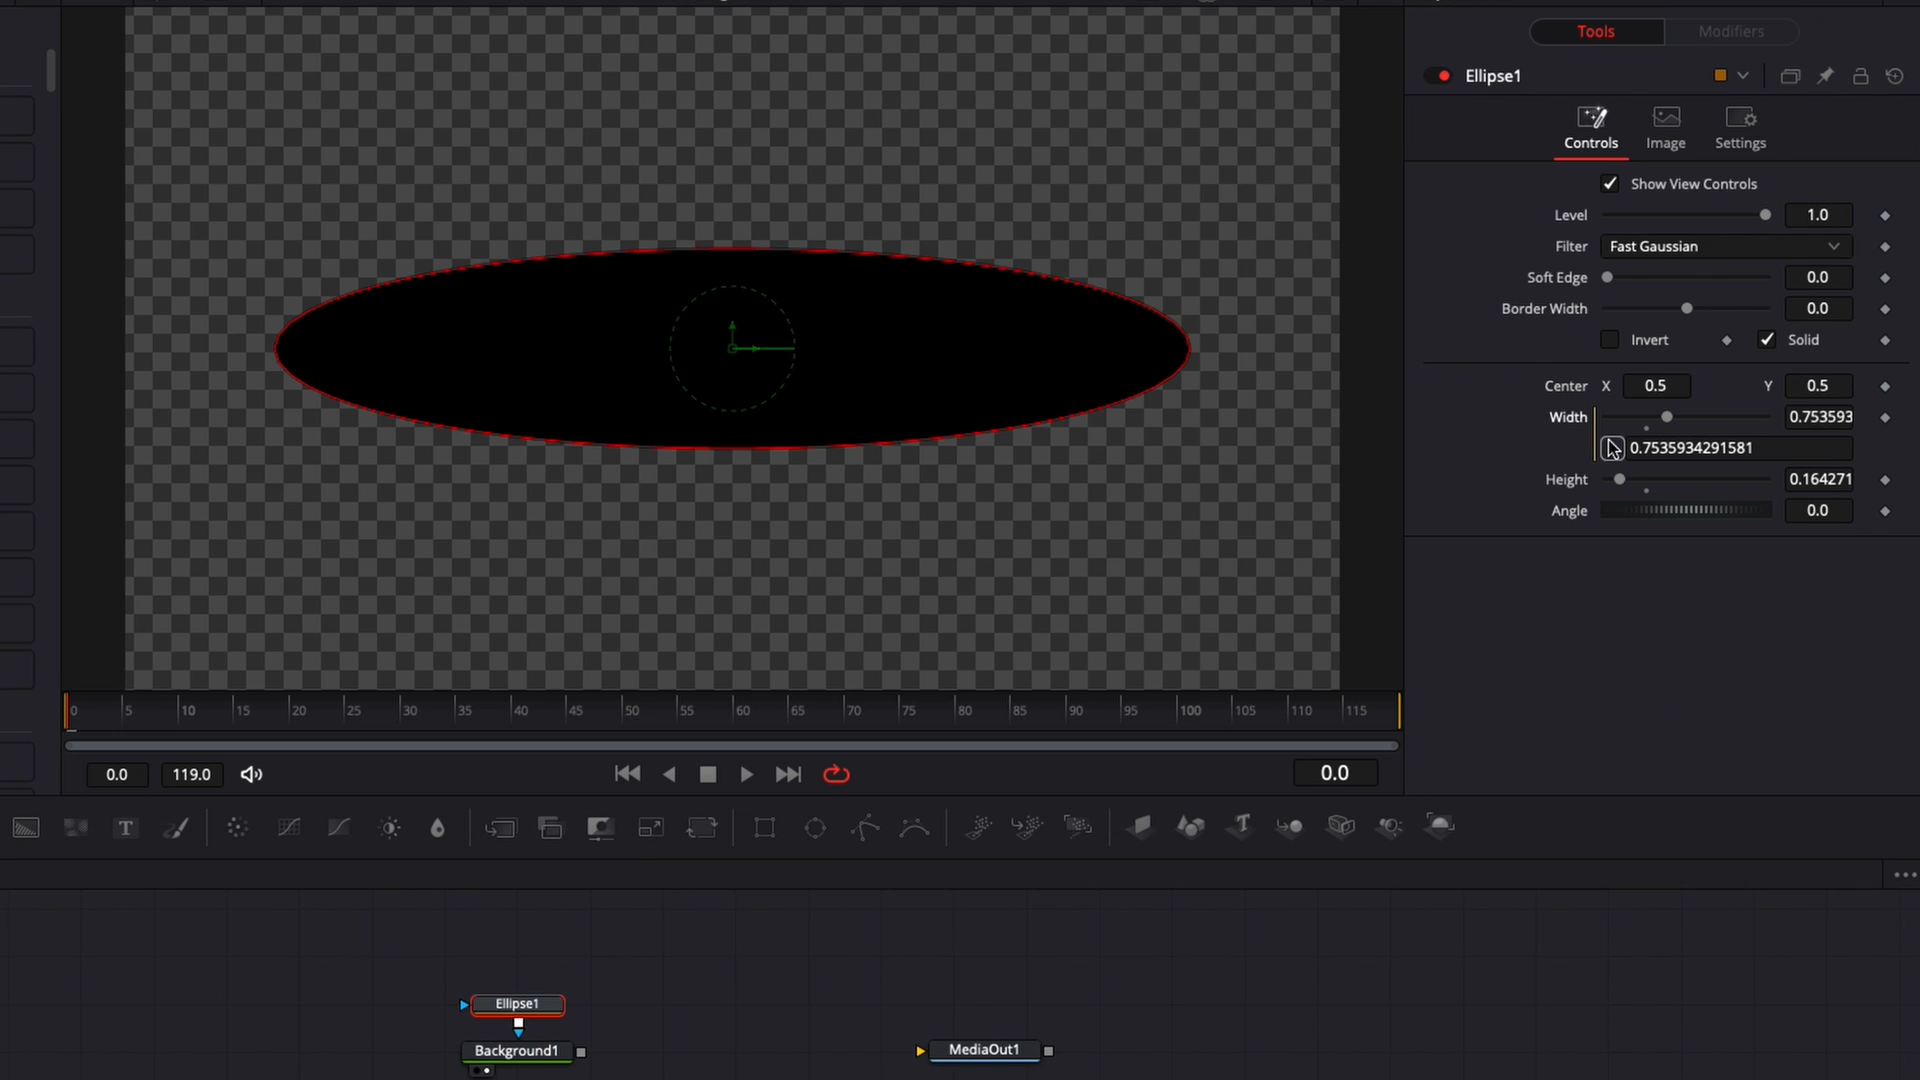 Tools Modifiers
Ellipse1
Controls Image Settings
Show View Controls
Level 1.0
Filter Fast Gaussian
Soft Edge 0.0
Border Width 0.0
Invert Solid
Center X 0.5 Y 0.5
Width 0.753593
0.7535934291581
Height 0.164271
Angle 0.0
0 5 10 15 20 25 30 35 40 45 50 55 60 65 70 75 80 85 90 95 100 105 110 115
0.0 119.0 0.0
T
Ellipse1
Background1 MediaOut1